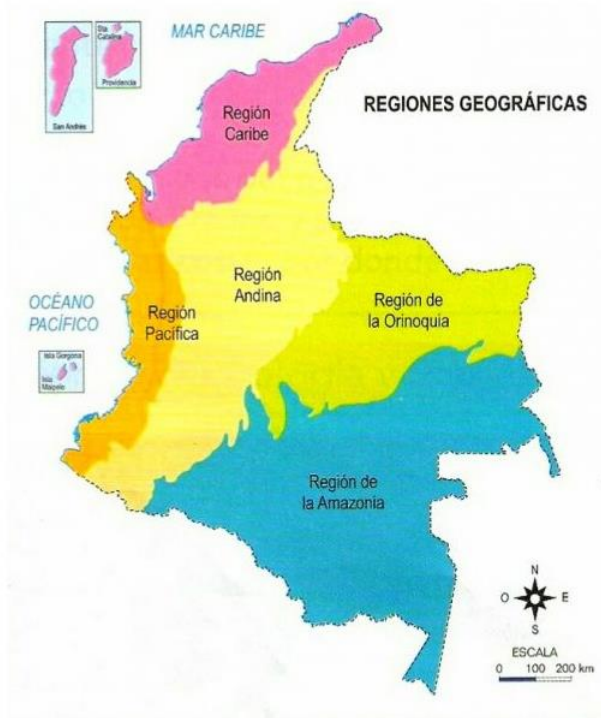 Sta
Catalina
Providencia
San Andrés
MAR CARIBE
REGIONES GEOGRÁFICAS
Región
Caribe
Región
Andina
Región de
la Orinoquia
OCÉANO
PACÍFICO
Región
Pacífica
Isla Gorgona
Isla
Malpelo
Región de
la Amazonia
N
O
E
S
ESCALA
0 100 200 km